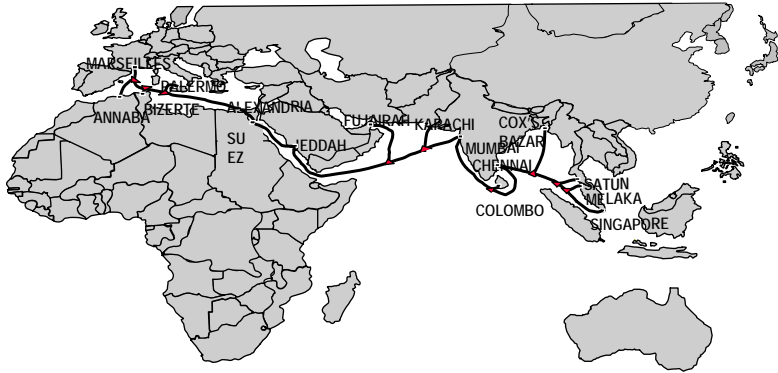 MARSEILLES
PALERMO
ANNABA
BIZERTE
ALEXANDRIA
SU
EZ
JEDDAH
FUJAIRAH
KARACHI
MUMBAI
COX'S
BAZAR
CHENNAI
COLOMBO
SATUN
MELAKA
SINGAPORE